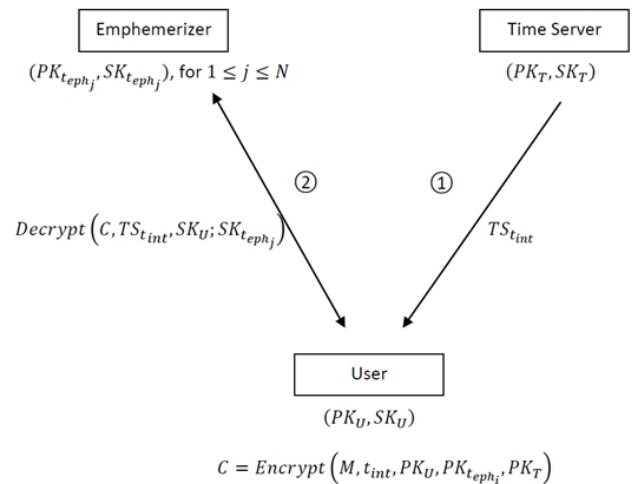 Emphemerizer
Time Server
(PK_{t_{eph_j}}, SK_{t_{eph_j}}), for 1 ≤ j ≤ N
(PK_T, SK_T)
②
①
Decrypt (C, TS_{t_{int}}, SK_U; SK_{t_{eph_j}})
TS_{t_{int}}
User
(PK_U, SK_U)
C = Encrypt (M, t_{int}, PK_U, PK_{t_{eph_i}}, PK_T)